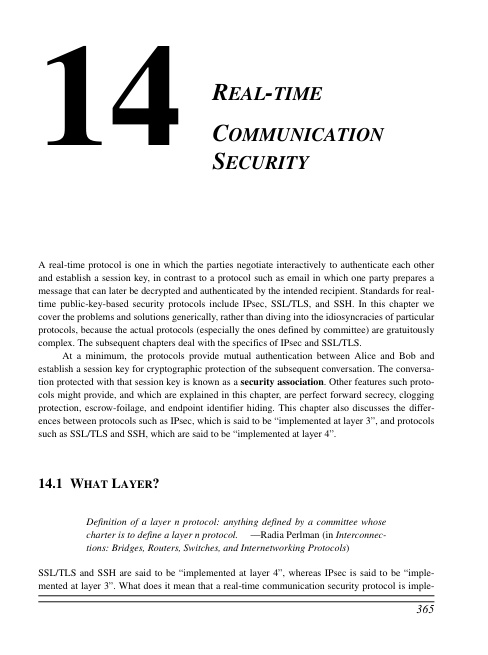 14
REAL-TIME
COMMUNICATION
SECURITY
A real-time protocol is one in which the parties negotiate interactively to authenticate each other
and establish a session key, in contrast to a protocol such as email in which one party prepares a
message that can later be decrypted and authenticated by the intended recipient. Standards for real-
time public-key-based security protocols include IPsec, SSL/TLS, and SSH. In this chapter we
cover the problems and solutions generically, rather than diving into the idiosyncracies of particular
protocols, because the actual protocols (especially the ones defined by committee) are gratuitously
complex. The subsequent chapters deal with the specifics of IPsec and SSL/TLS.
At a minimum, the protocols provide mutual authentication between Alice and Bob and
establish a session key for cryptographic protection of the subsequent conversation. The conversa-
tion protected with that session key is known as a security association. Other features such proto-
cols might provide, and which are explained in this chapter, are perfect forward secrecy, clogging
protection, escrow-foilage, and endpoint identifier hiding. This chapter also discusses the differ-
ences between protocols such as IPsec, which is said to be “implemented at layer 3”, and protocols
such as SSL/TLS and SSH, which are said to be “implemented at layer 4”.
14.1 WHAT LAYER?
Definition of a layer n protocol: anything defined by a committee whose
charter is to define a layer n protocol. —Radia Perlman (in Interconnec-
tions: Bridges, Routers, Switches, and Internetworking Protocols)
SSL/TLS and SSH are said to be “implemented at layer 4”, whereas IPsec is said to be “imple-
mented at layer 3”. What does it mean that a real-time communication security protocol is imple-
365